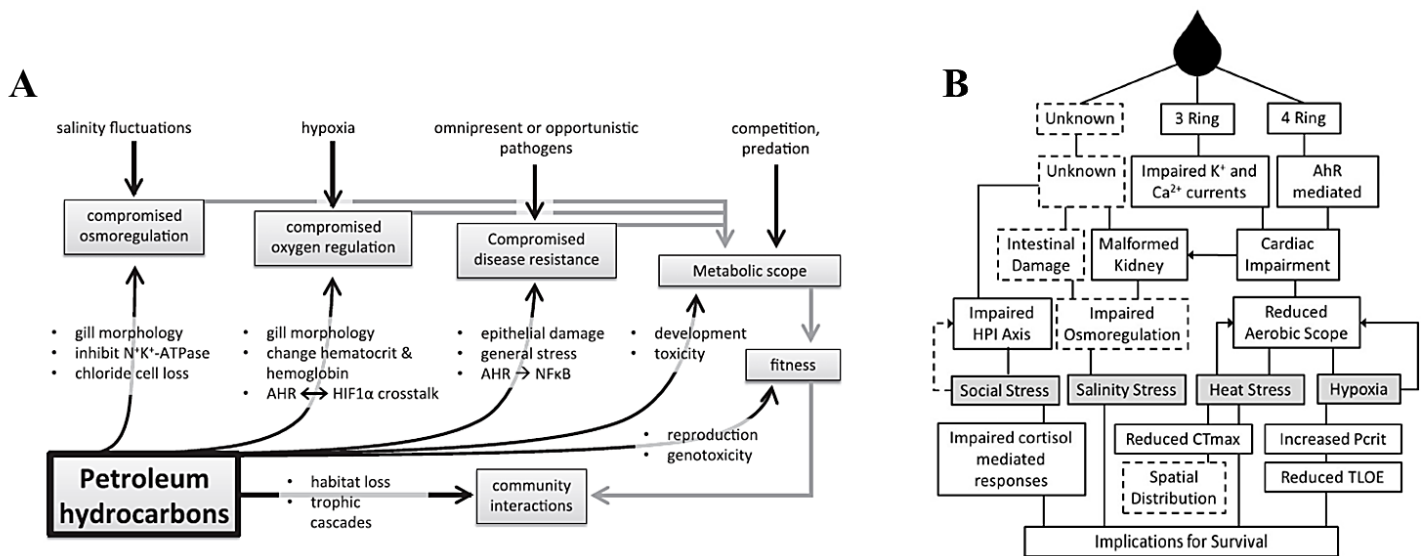 A
salinity fluctuations
hypoxia
omnipresent or opportunistic
pathogens
competition,
predation
compromised
osmoregulation
compromised
oxygen regulation
Compromised
disease resistance
Metabolic scope
• gill morphology
• inhibit N⁺K⁺-ATPase
• chloride cell loss
• gill morphology
• change hematocrit &
hemoglobin
• AHR ↔ HIF1α crosstalk
• epithelial damage
• general stress
• AHR → NFκB
• development
• toxicity
fitness
• reproduction
• genotoxicity
Petroleum
hydrocarbons
• habitat loss
• trophic
cascades
community
interactions
B
Unknown
3 Ring
4 Ring
Unknown
Impaired K⁺ and
Ca²⁺ currents
AhR
mediated
Intestinal
Damage
Malformed
Kidney
Cardiac
Impairment
Impaired
HPI Axis
Impaired
Osmoregulation
Reduced
Aerobic Scope
Social Stress
Salinity Stress
Heat Stress
Hypoxia
Impaired cortisol
mediated
responses
Reduced CTmax
Increased Pcrit
Spatial
Distribution
Reduced TLOE
Implications for Survival